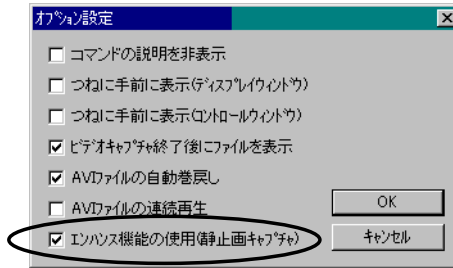 ｵﾌﾟｼｮﾝ設定
コマンドの説明を非表示
つねに手前に表示(ﾃﾞｨｽﾌﾟﾚｲｳｨﾝﾄﾞｳ)
つねに手前に表示(ｺﾝﾄﾛｰﾙｳｨﾝﾄﾞｳ)
ﾋﾞﾃﾞｵｷｬﾌﾟﾁｬ終了後にﾌｧｲﾙを表示
AVIﾌｧｲﾙの自動巻戻し
AVIﾌｧｲﾙの連続再生
OK
ｴﾝﾊﾝｽ機能の使用(静止画ｷｬﾌﾟﾁｬ)
ｷｬﾝｾﾙ